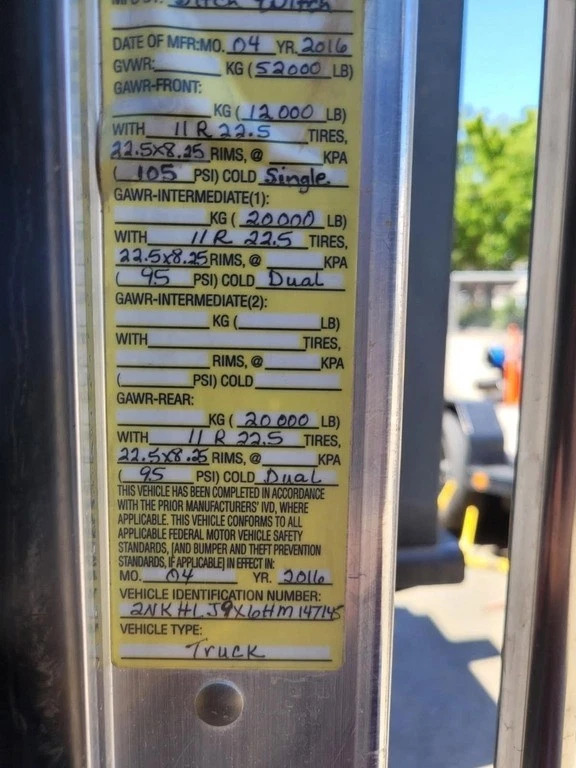 MFD BY: Ditch Witch
DATE OF MFR:MO. 04 YR. 2016
GVWR: KG (52000 LB)
GAWR-FRONT:
KG (12000 LB)
WITH 11 R 22.5 TIRES,
22.5x8.25 RIMS, @ KPA
(105 PSI) COLD Single
GAWR-INTERMEDIATE(1):
KG (20000 LB)
WITH 11 R 22.5 TIRES,
22.5x8.25 RIMS, @ KPA
(95 PSI) COLD Dual
GAWR-INTERMEDIATE(2):
KG ( LB)
WITH TIRES,
RIMS, @ KPA
( PSI) COLD
GAWR-REAR:
KG (20000 LB)
WITH 11 R 22.5 TIRES,
22.5x8.25 RIMS, @ KPA
(95 PSI) COLD Dual
THIS VEHICLE HAS BEEN COMPLETED IN ACCORDANCE
WITH THE PRIOR MANUFACTURERS' IVD, WHERE
APPLICABLE. THIS VEHICLE CONFORMS TO ALL
APPLICABLE FEDERAL MOTOR VEHICLE SAFETY
STANDARDS, [AND BUMPER AND THEFT PREVENTION
STANDARDS, IF APPLICABLE] IN EFFECT IN:
MO. 04 YR. 2016
VEHICLE IDENTIFICATION NUMBER:
2NKHLJ9X6HM147145
VEHICLE TYPE:
Truck